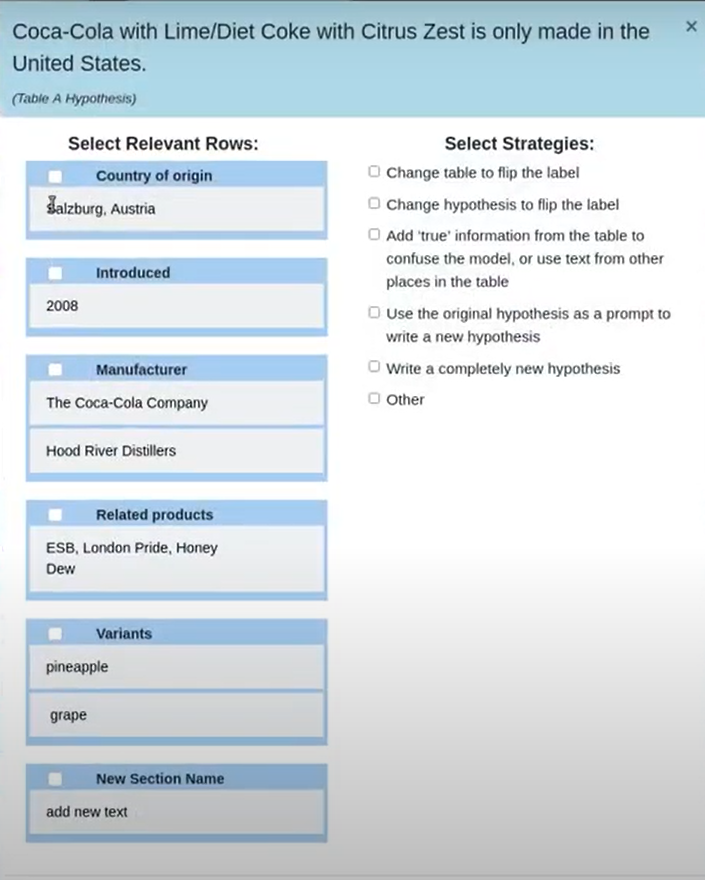 Coca-Cola with Lime/Diet Coke with Citrus Zest is only made in the
United States.
(Table A Hypothesis)
×
Select Relevant Rows:
Country of origin
Salzburg, Austria
Introduced
2008
Manufacturer
The Coca-Cola Company
Hood River Distillers
Related products
ESB, London Pride, Honey
Dew
Variants
pineapple
grape
New Section Name
add new text
Select Strategies:
Change table to flip the label
Change hypothesis to flip the label
Add 'true' information from the table to
confuse the model, or use text from other
places in the table
Use the original hypothesis as a prompt to
write a new hypothesis
Write a completely new hypothesis
Other